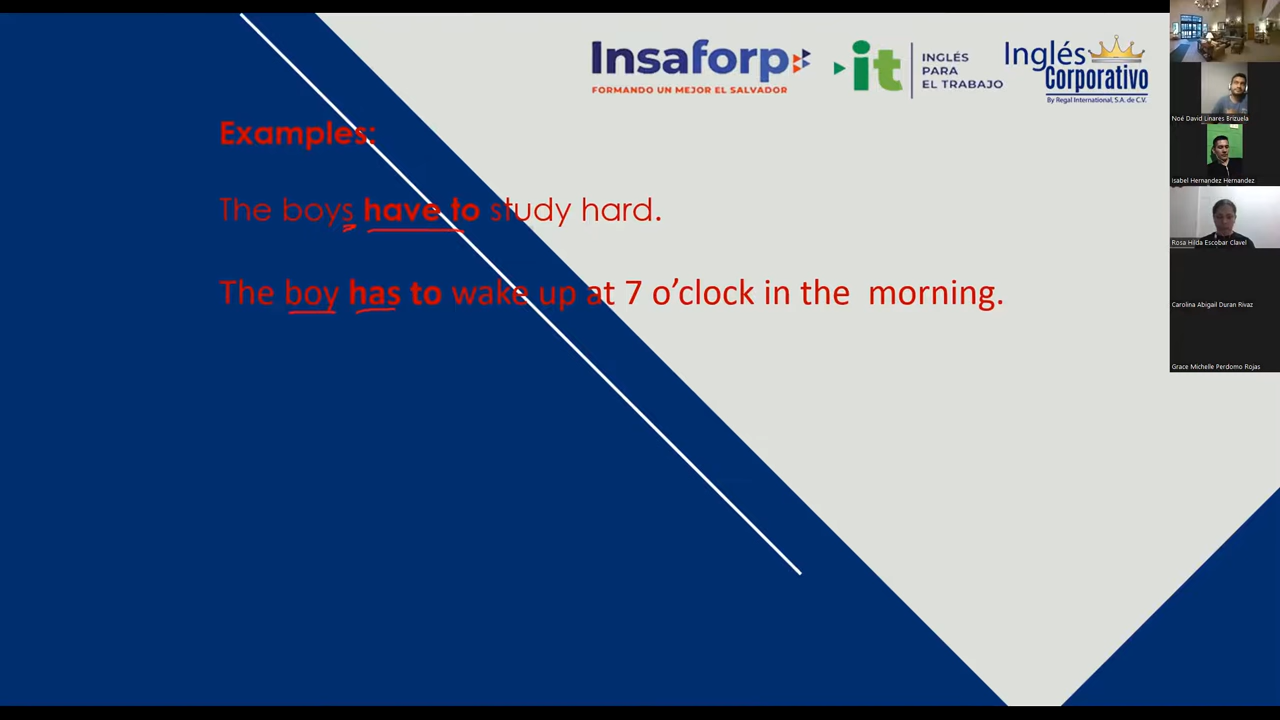 Insaforp
FORMANDO UN MEJOR EL SALVADOR
it
INGLÉS
PARA
EL TRABAJO
Inglés
Corporativo
By Regal International, S.A. de C.V.
Examples:
The boys have to study hard.
The boy has to wake up at 7 o’clock in the morning.
Noé David Linares Brizuela
Isabel Hernandez Hernandez
Rosa Hilda Escobar Clavel
Carolina Abigail Duran Rivaz
Grace Michelle Perdomo Rojas